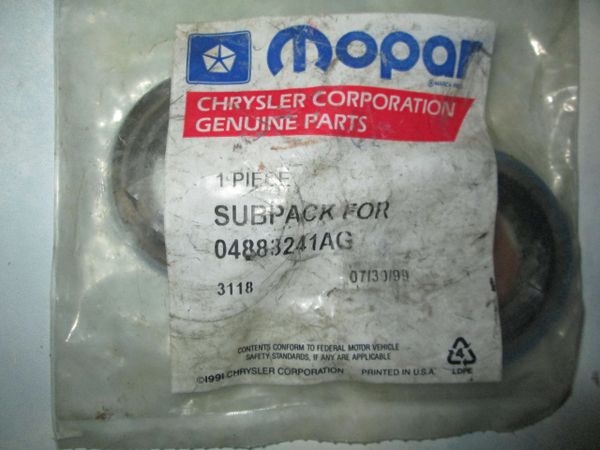 mopar
CHRYSLER CORPORATION
GENUINE PARTS
1 PIECE
SUBPACK FOR
04883241AG
3118 07/30/99
CONTENTS CONFORM TO FEDERAL MOTOR VEHICLE
SAFETY STANDARDS, IF ANY ARE APPLICABLE
4
©1991 CHRYSLER CORPORATION PRINTED IN U.S.A. LDPE